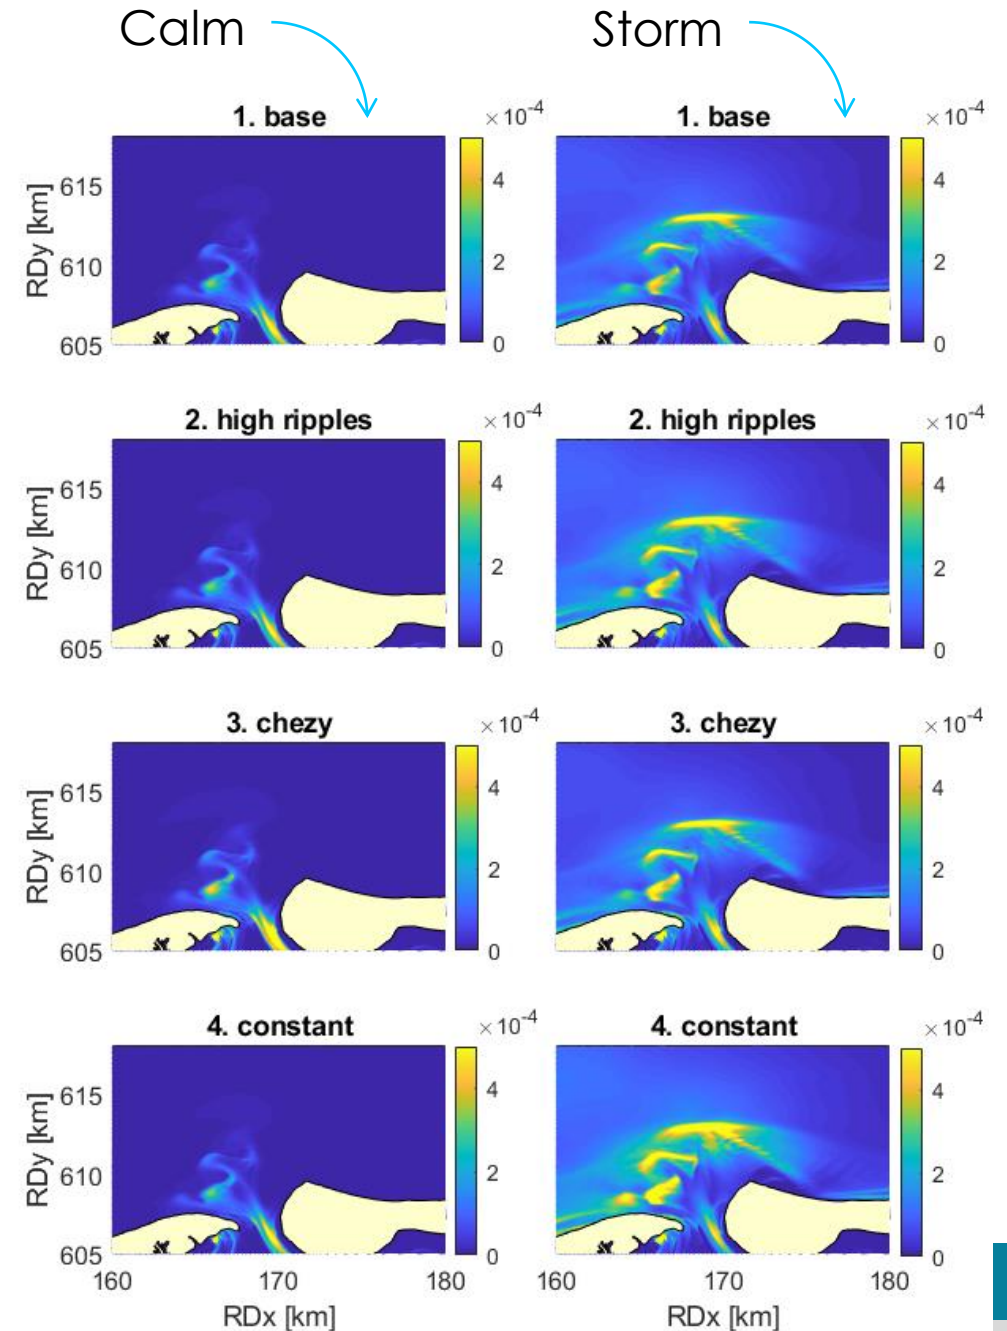 Calm
Storm
1. base
×10⁻⁴
1. base
×10⁻⁴
RDy [km]
615
610
605
4
2
0
4
2
0
2. high ripples
×10⁻⁴
2. high ripples
×10⁻⁴
RDy [km]
615
610
605
4
2
0
4
2
0
3. chezy
×10⁻⁴
3. chezy
×10⁻⁴
RDy [km]
615
610
605
4
2
0
4
2
0
4. constant
×10⁻⁴
4. constant
×10⁻⁴
RDy [km]
615
610
605
4
2
0
4
2
0
160 170 180
160 170 180
RDx [km]
RDx [km]